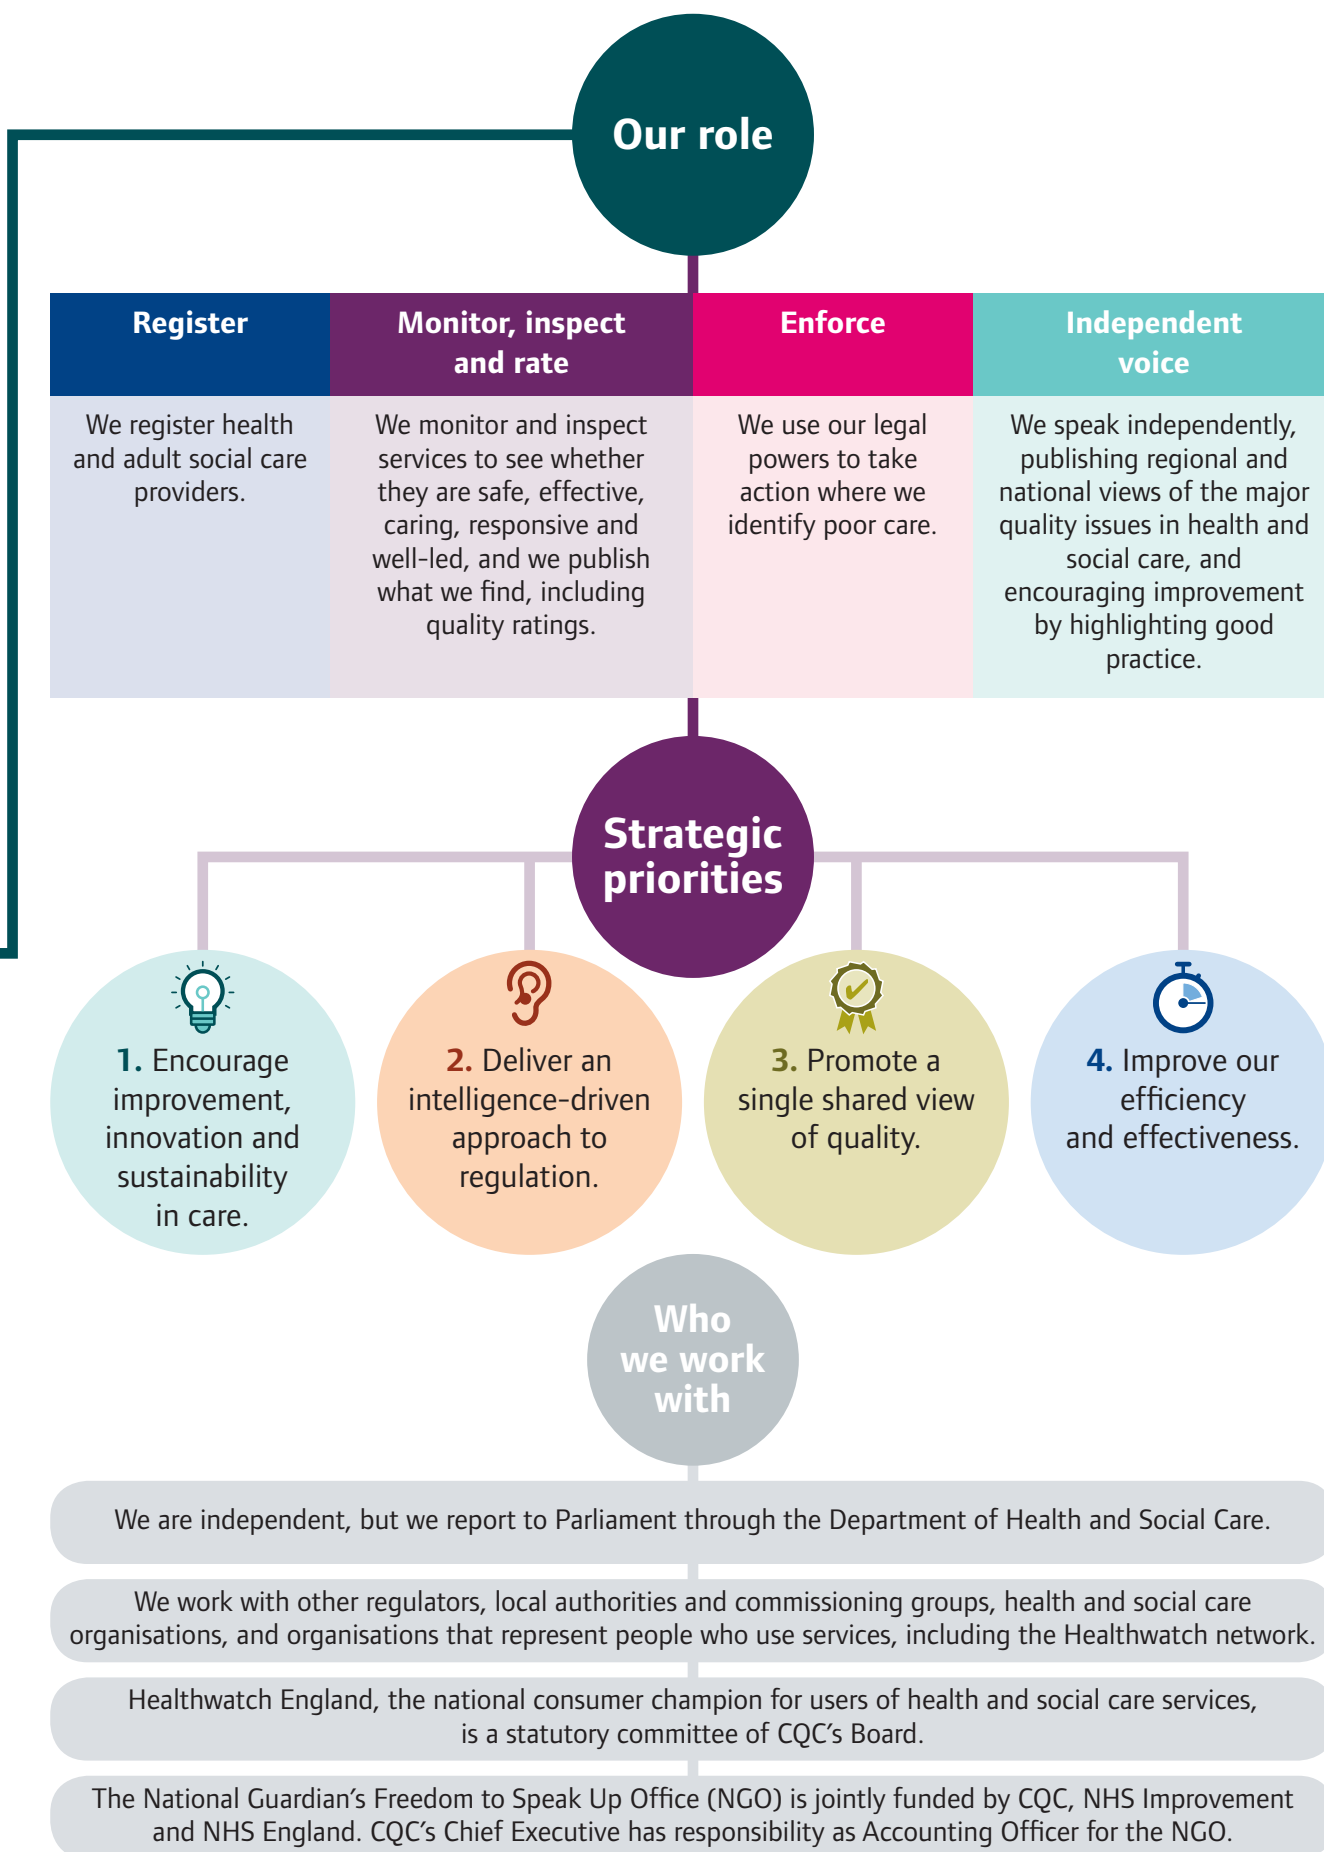 Our role
Register
We register health
and adult social care
providers.
Monitor, inspect
and rate
We monitor and inspect
services to see whether
they are safe, effective,
caring, responsive and
well-led, and we publish
what we find, including
quality ratings.
Enforce
We use our legal
powers to take
action where we
identify poor care.
Independent
voice
We speak independently,
publishing regional and
national views of the major
quality issues in health and
social care, and
encouraging improvement
by highlighting good
practice.
Strategic
priorities
1. Encourage
improvement,
innovation and
sustainability
in care.
2. Deliver an
intelligence-driven
approach to
regulation.
3. Promote a
single shared view
of quality.
4. Improve our
efficiency
and effectiveness.
Who
we work
with
We are independent, but we report to Parliament through the Department of Health and Social Care.
We work with other regulators, local authorities and commissioning groups, health and social care
organisations, and organisations that represent people who use services, including the Healthwatch network.
Healthwatch England, the national consumer champion for users of health and social care services,
is a statutory committee of CQC’s Board.
The National Guardian’s Freedom to Speak Up Office (NGO) is jointly funded by CQC, NHS Improvement
and NHS England. CQC’s Chief Executive has responsibility as Accounting Officer for the NGO.